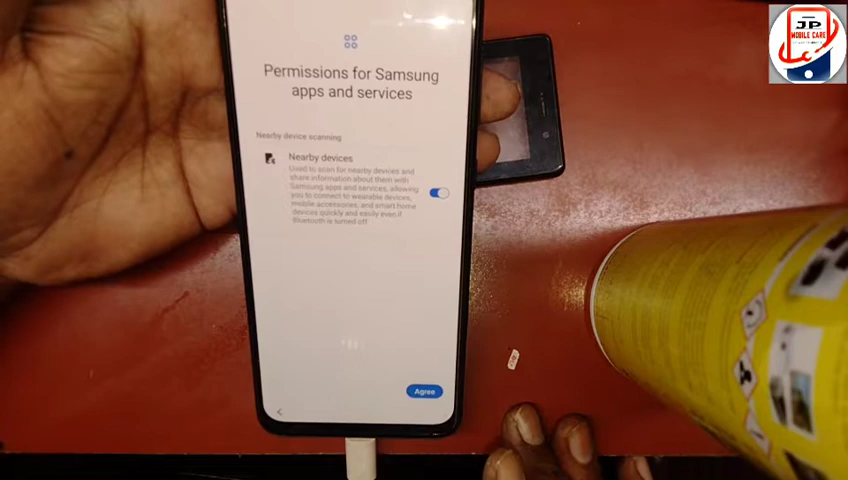 JP
MOBILE CARE
Permissions for Samsung
apps and services
Nearby device scanning
Nearby devices
Used to scan for nearby devices and
share information about them with
Samsung apps and services, allowing
you to connect to wearable devices,
mobile accessories, and smart home
devices quickly and easily even if
Bluetooth is turned off.
Agree